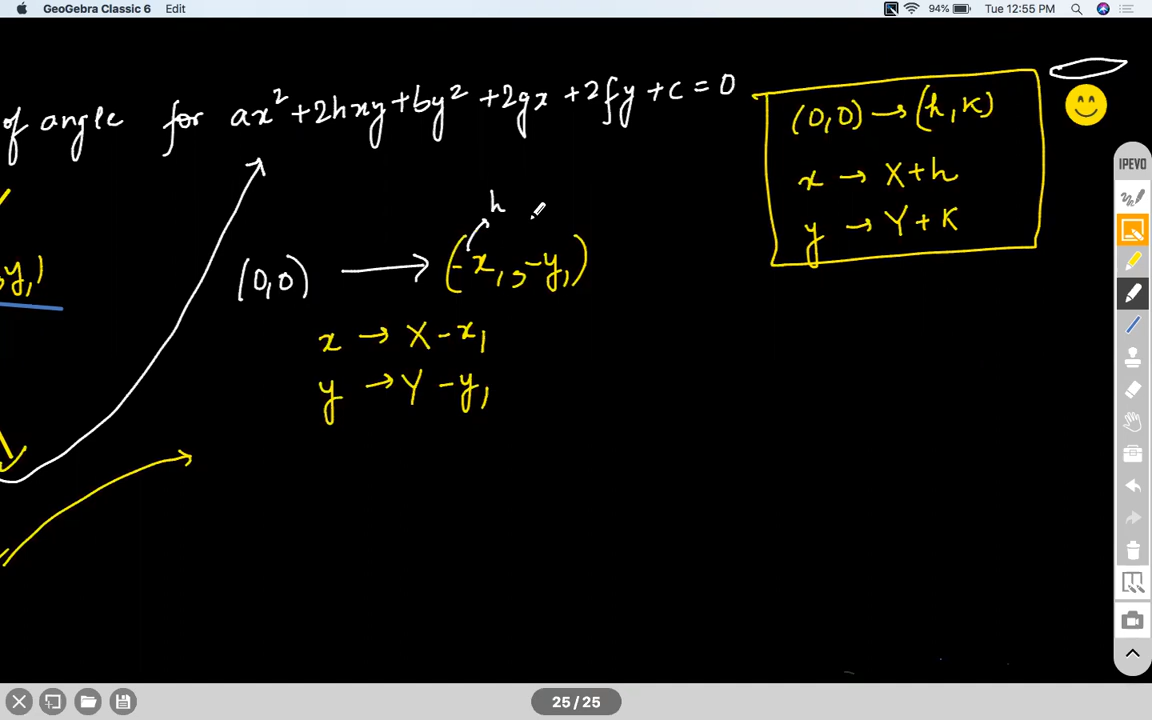 GeoGebra Classic 6 Edit 94% Tue 12:55 PM
of angle for ax² + 2hxy + by² + 2gx + 2fy + c = 0
(0,0) → (h, K)
x → X + h
y → Y + K
IPEVO
h
y₁)
(0,0) → (-x₁, -y₁)
x → X - x₁
y → Y - y₁
25 / 25